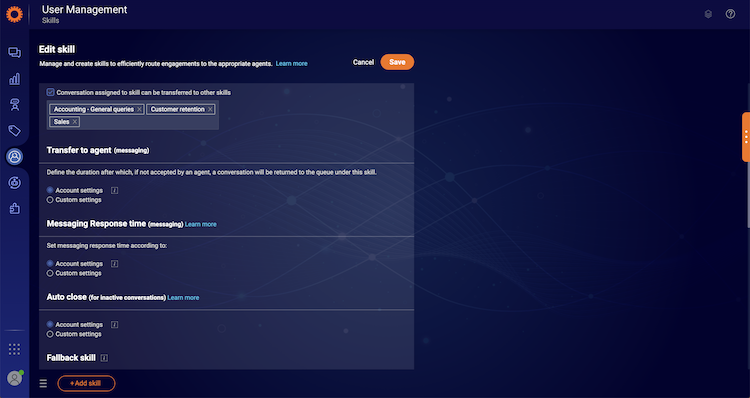 User Management
Skills
Edit skill
Manage and create skills to efficiently route engagements to the appropriate agents. Learn more
Cancel
Save
Conversation assigned to skill can be transferred to other skills
Accounting - General queries
Customer retention
Sales
Transfer to agent (messaging)
Define the duration after which, if not accepted by an agent, a conversation will be returned to the queue under this skill.
Account settings
Custom settings
Messaging Response time (messaging) Learn more
Set messaging response time according to:
Account settings
Custom settings
Auto close (for inactive conversations) Learn more
Account settings
Custom settings
Fallback skill
+Add skill